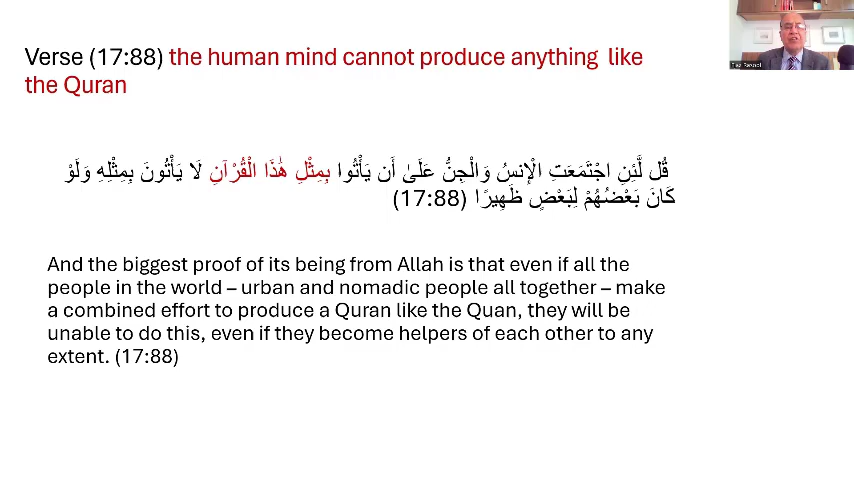 Verse (17:88) the human mind cannot produce anything like
the Quran
قُل لَّئِنِ اجْتَمَعَتِ الْإِنسُ وَالْجِنُّ عَلَىٰ أَن يَأْتُوا بِمِثْلِ هَٰذَا الْقُرْآنِ لَا يَأْتُونَ بِمِثْلِهِ وَلَوْ
كَانَ بَعْضُهُمْ لِبَعْضٍ ظَهِيرًا (17:88)
And the biggest proof of its being from Allah is that even if all the
people in the world – urban and nomadic people all together – make
a combined effort to produce a Quran like the Quan, they will be
unable to do this, even if they become helpers of each other to any
extent. (17:88)